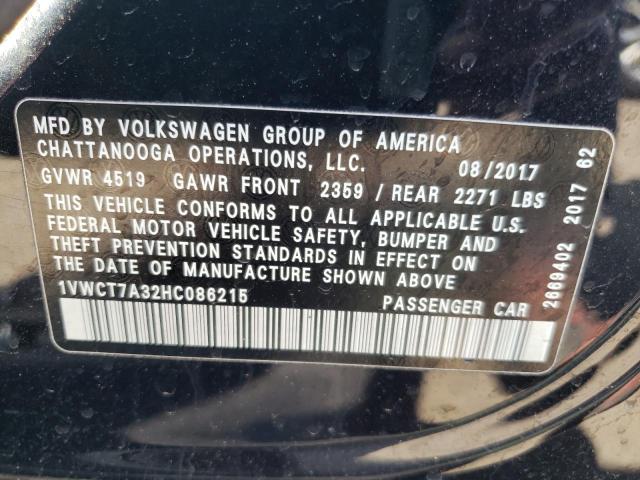 MFD BY VOLKSWAGEN GROUP OF AMERICA
CHATTANOOGA OPERATIONS, LLC. 08/2017
GVWR 4519 GAWR FRONT 2359 / REAR 2271 LBS
THIS VEHICLE CONFORMS TO ALL APPLICABLE U.S.
FEDERAL MOTOR VEHICLE SAFETY, BUMPER AND
THEFT PREVENTION STANDARDS IN EFFECT ON
THE DATE OF MANUFACTURE SHOWN ABOVE
1VWCT7A32HC086215 PASSENGER CAR
2669402 2017 62